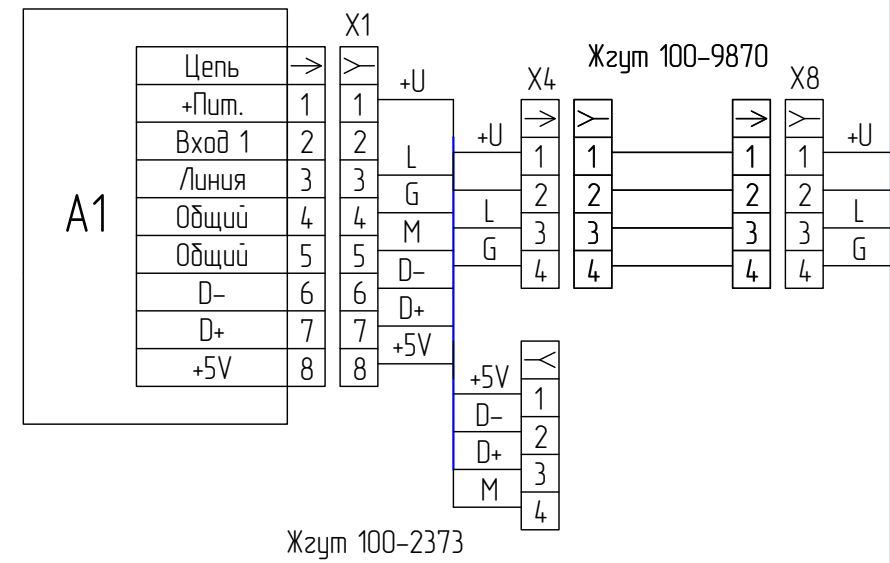 A1
Цепь
+Пит. 1
Вход 1 2
Линия 3
Общий 4
Общий 5
D- 6
D+ 7
+5V 8
X1
1
2
3
4
5
6
7
8
+U
L
G
M
D-
D+
+5V
Жгут 100-9870
X4
+U 1
2
L 3
G 4
1
2
3
4
1
2
3
4
X8
1 +U
2
3 L
4 G
+5V 1
D- 2
D+ 3
M 4
Жгут 100-2373